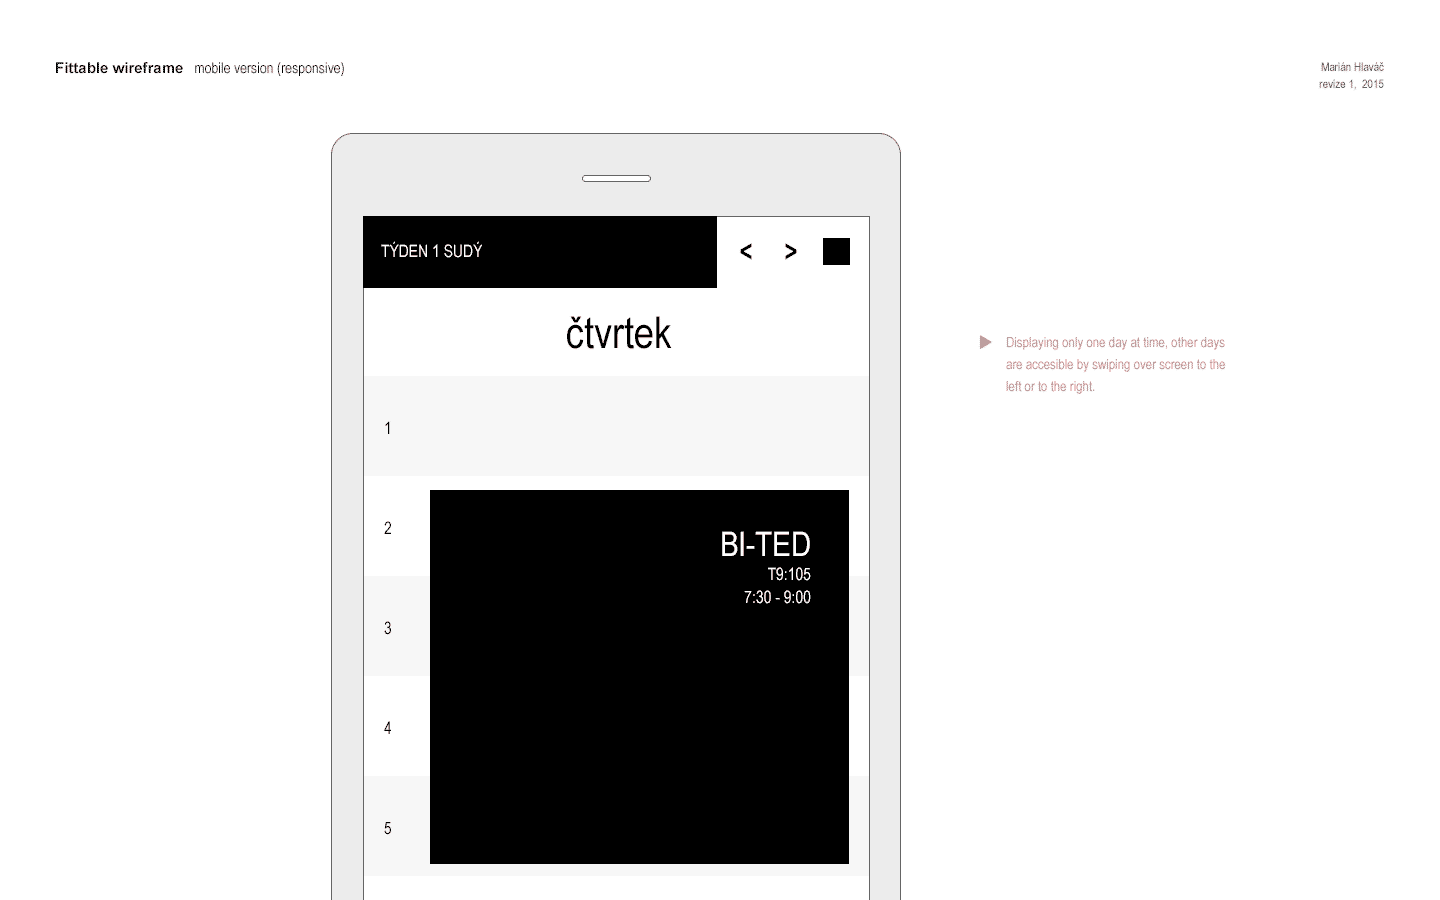 Fittable wireframe mobile version (responsive)
Marián Hlaváč
revize 1, 2015
TÝDEN 1 SUDÝ
< >
čtvrtek
Displaying only one day at time, other days
are accesible by swiping over screen to the
left or to the right.
1
2
BI-TED
T9:105
7:30 - 9:00
3
4
5